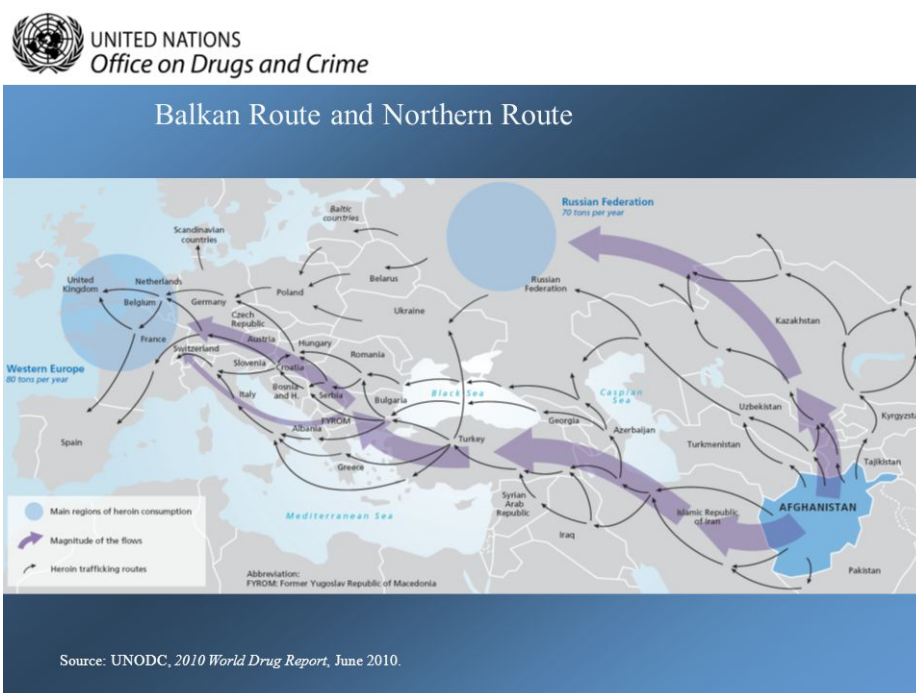 UNITED NATIONS
Office on Drugs and Crime
Balkan Route and Northern Route
Russian Federation
70 tons per year
Baltic
countries
Scandinavian
countries
United
Kingdom
Netherlands
Belgium
Germany
Poland
Belarus
Russian
Federation
Ukraine
Czech
Republic
Kazakhstan
France
Switzerland
Austria
Hungary
Slovenia
Croatia
Romania
Western Europe
80 tons per year
Italy
Bosnia
and H.
Serbia
Bulgaria
Black Sea
Caspian
Sea
Georgia
Azerbaijan
Uzbekistan
Kyrgyzsta
Spain
Albania
FYROM
Greece
Turkey
Turkmenistan
Tajikistan
Syrian
Arab
Republic
Iraq
Islamic Republic
of Iran
AFGHANISTAN
Pakistan
Mediterranean Sea
Main regions of heroin consumption
Magnitude of the flows
Heroin trafficking routes
Abbreviation:
FYROM: Former Yugoslav Republic of Macedonia
Source: UNODC, 2010 World Drug Report, June 2010.